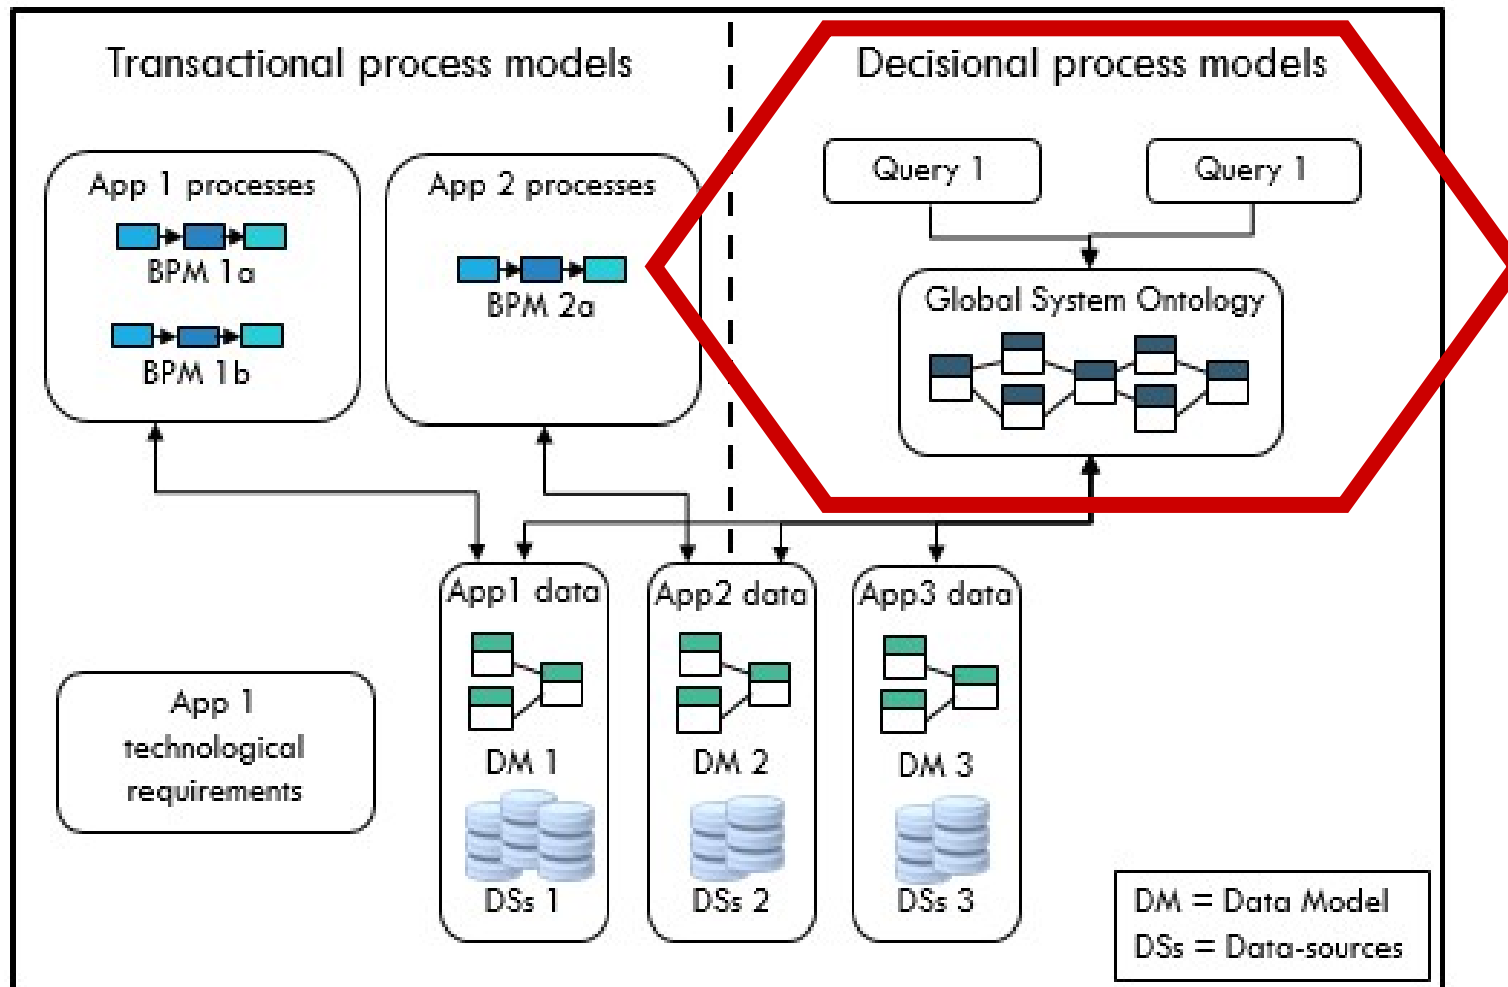 Transactional process models
Decisional process models
App 1 processes
BPM 1a
BPM 1b
App 2 processes
BPM 2a
Query 1
Query 1
Global System Ontology
App1 data
DM 1
DSs 1
App2 data
DM 2
DSs 2
App3 data
DM 3
DSs 3
App 1
technological
requirements
DM = Data Model
DSs = Data-sources